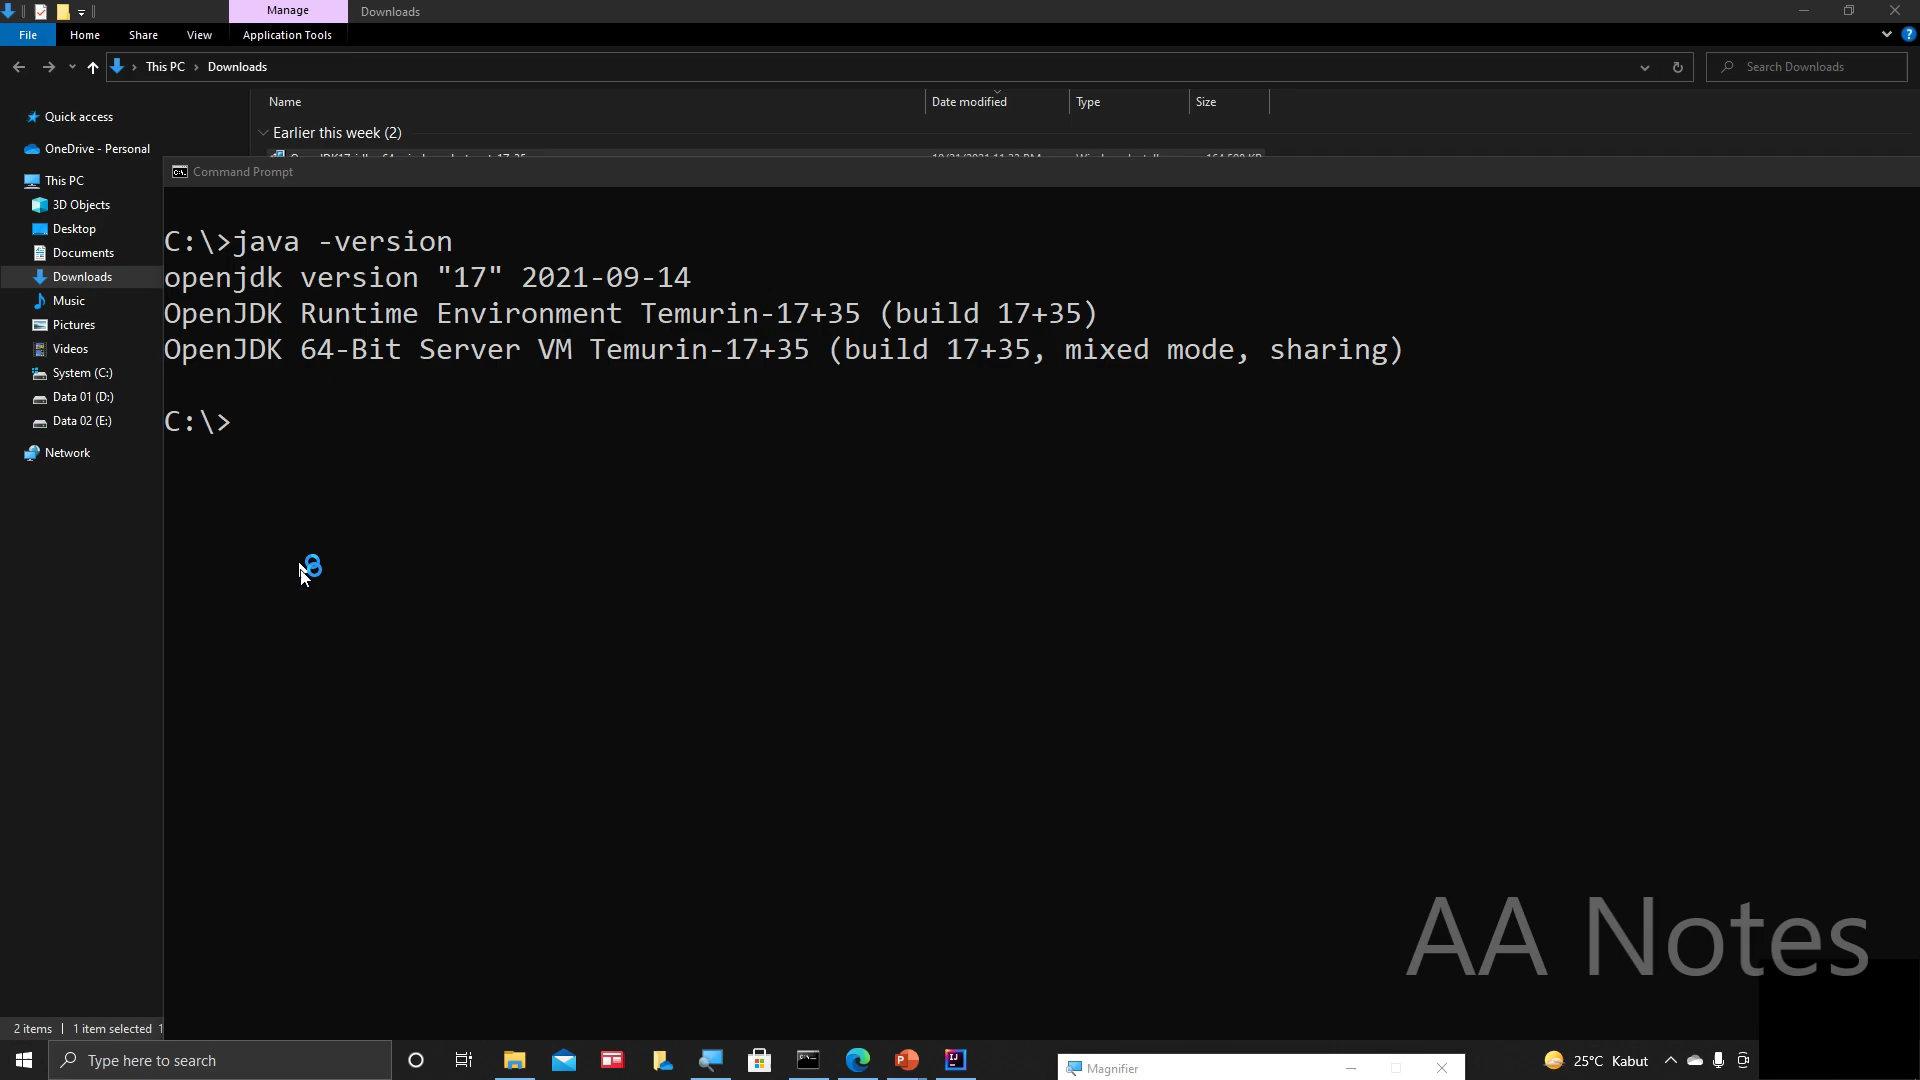 Manage
Downloads
File
Home
Share
View
Application Tools
This PC
Downloads
Search Downloads
Name
Date modified
Type
Size
Quick access
Earlier this week (2)
OneDrive - Personal
This PC
3D Objects
Desktop
Documents
Downloads
Music
Pictures
Videos
System (C:)
Data 01 (D:)
Data 02 (E:)
Network
Command Prompt
C:\>java -version
openjdk version "17" 2021-09-14
OpenJDK Runtime Environment Temurin-17+35 (build 17+35)
OpenJDK 64-Bit Server VM Temurin-17+35 (build 17+35, mixed mode, sharing)
C:\>
AA Notes
2 items
1 item selected
Type here to search
Magnifier
25°C Kabut